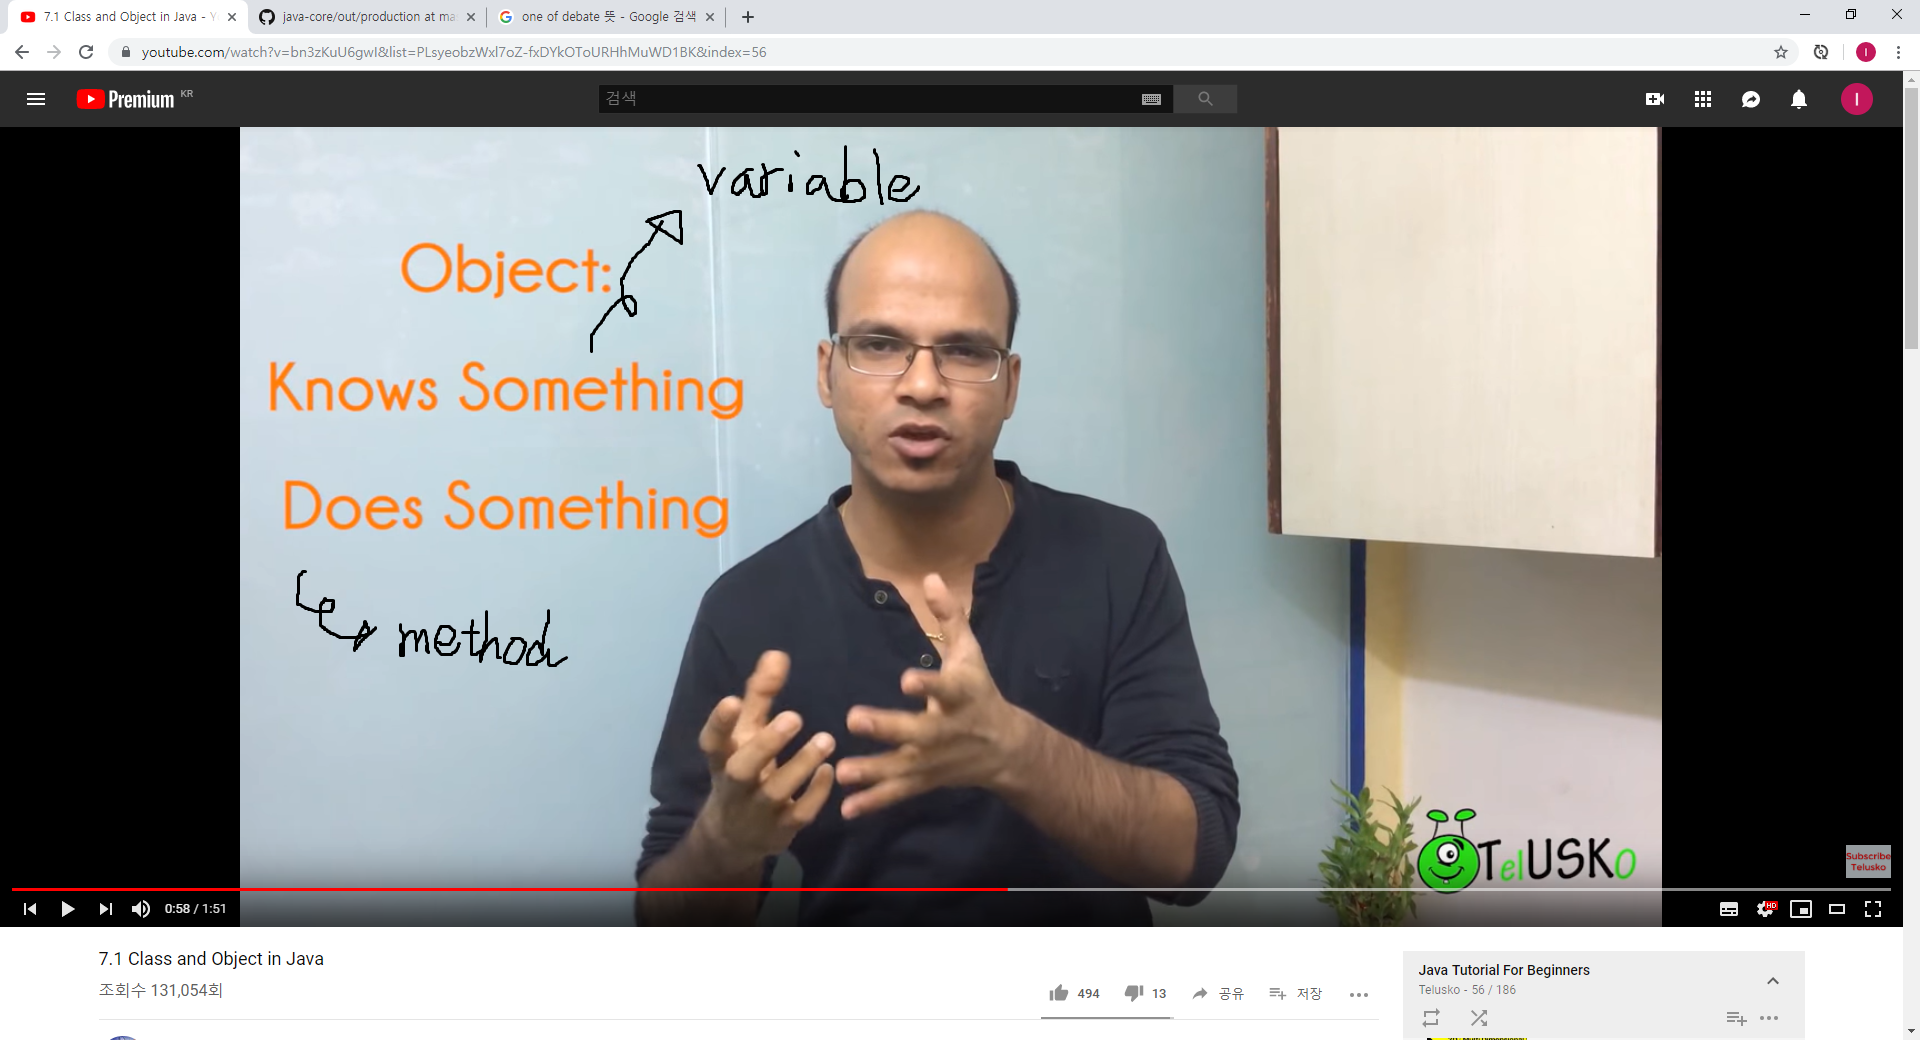 7.1 Class and Object in Java - Y
java-core/out/production at ma
one of debate 뜻 - Google 검색
youtube.com/watch?v=bn3zKuU6gwI&list=PLsyeobzWxl7oZ-fxDYkOToURHhMuWD1BK&index=56
Premium KR
검색
I
variable
Object:
Knows Something
Does Something
method
TelUSKO
Subscribe
Telusko
0:58 / 1:51
HD
7.1 Class and Object in Java
조회수 131,054회
494
13
공유
저장
Java Tutorial For Beginners
Telusko - 56 / 186